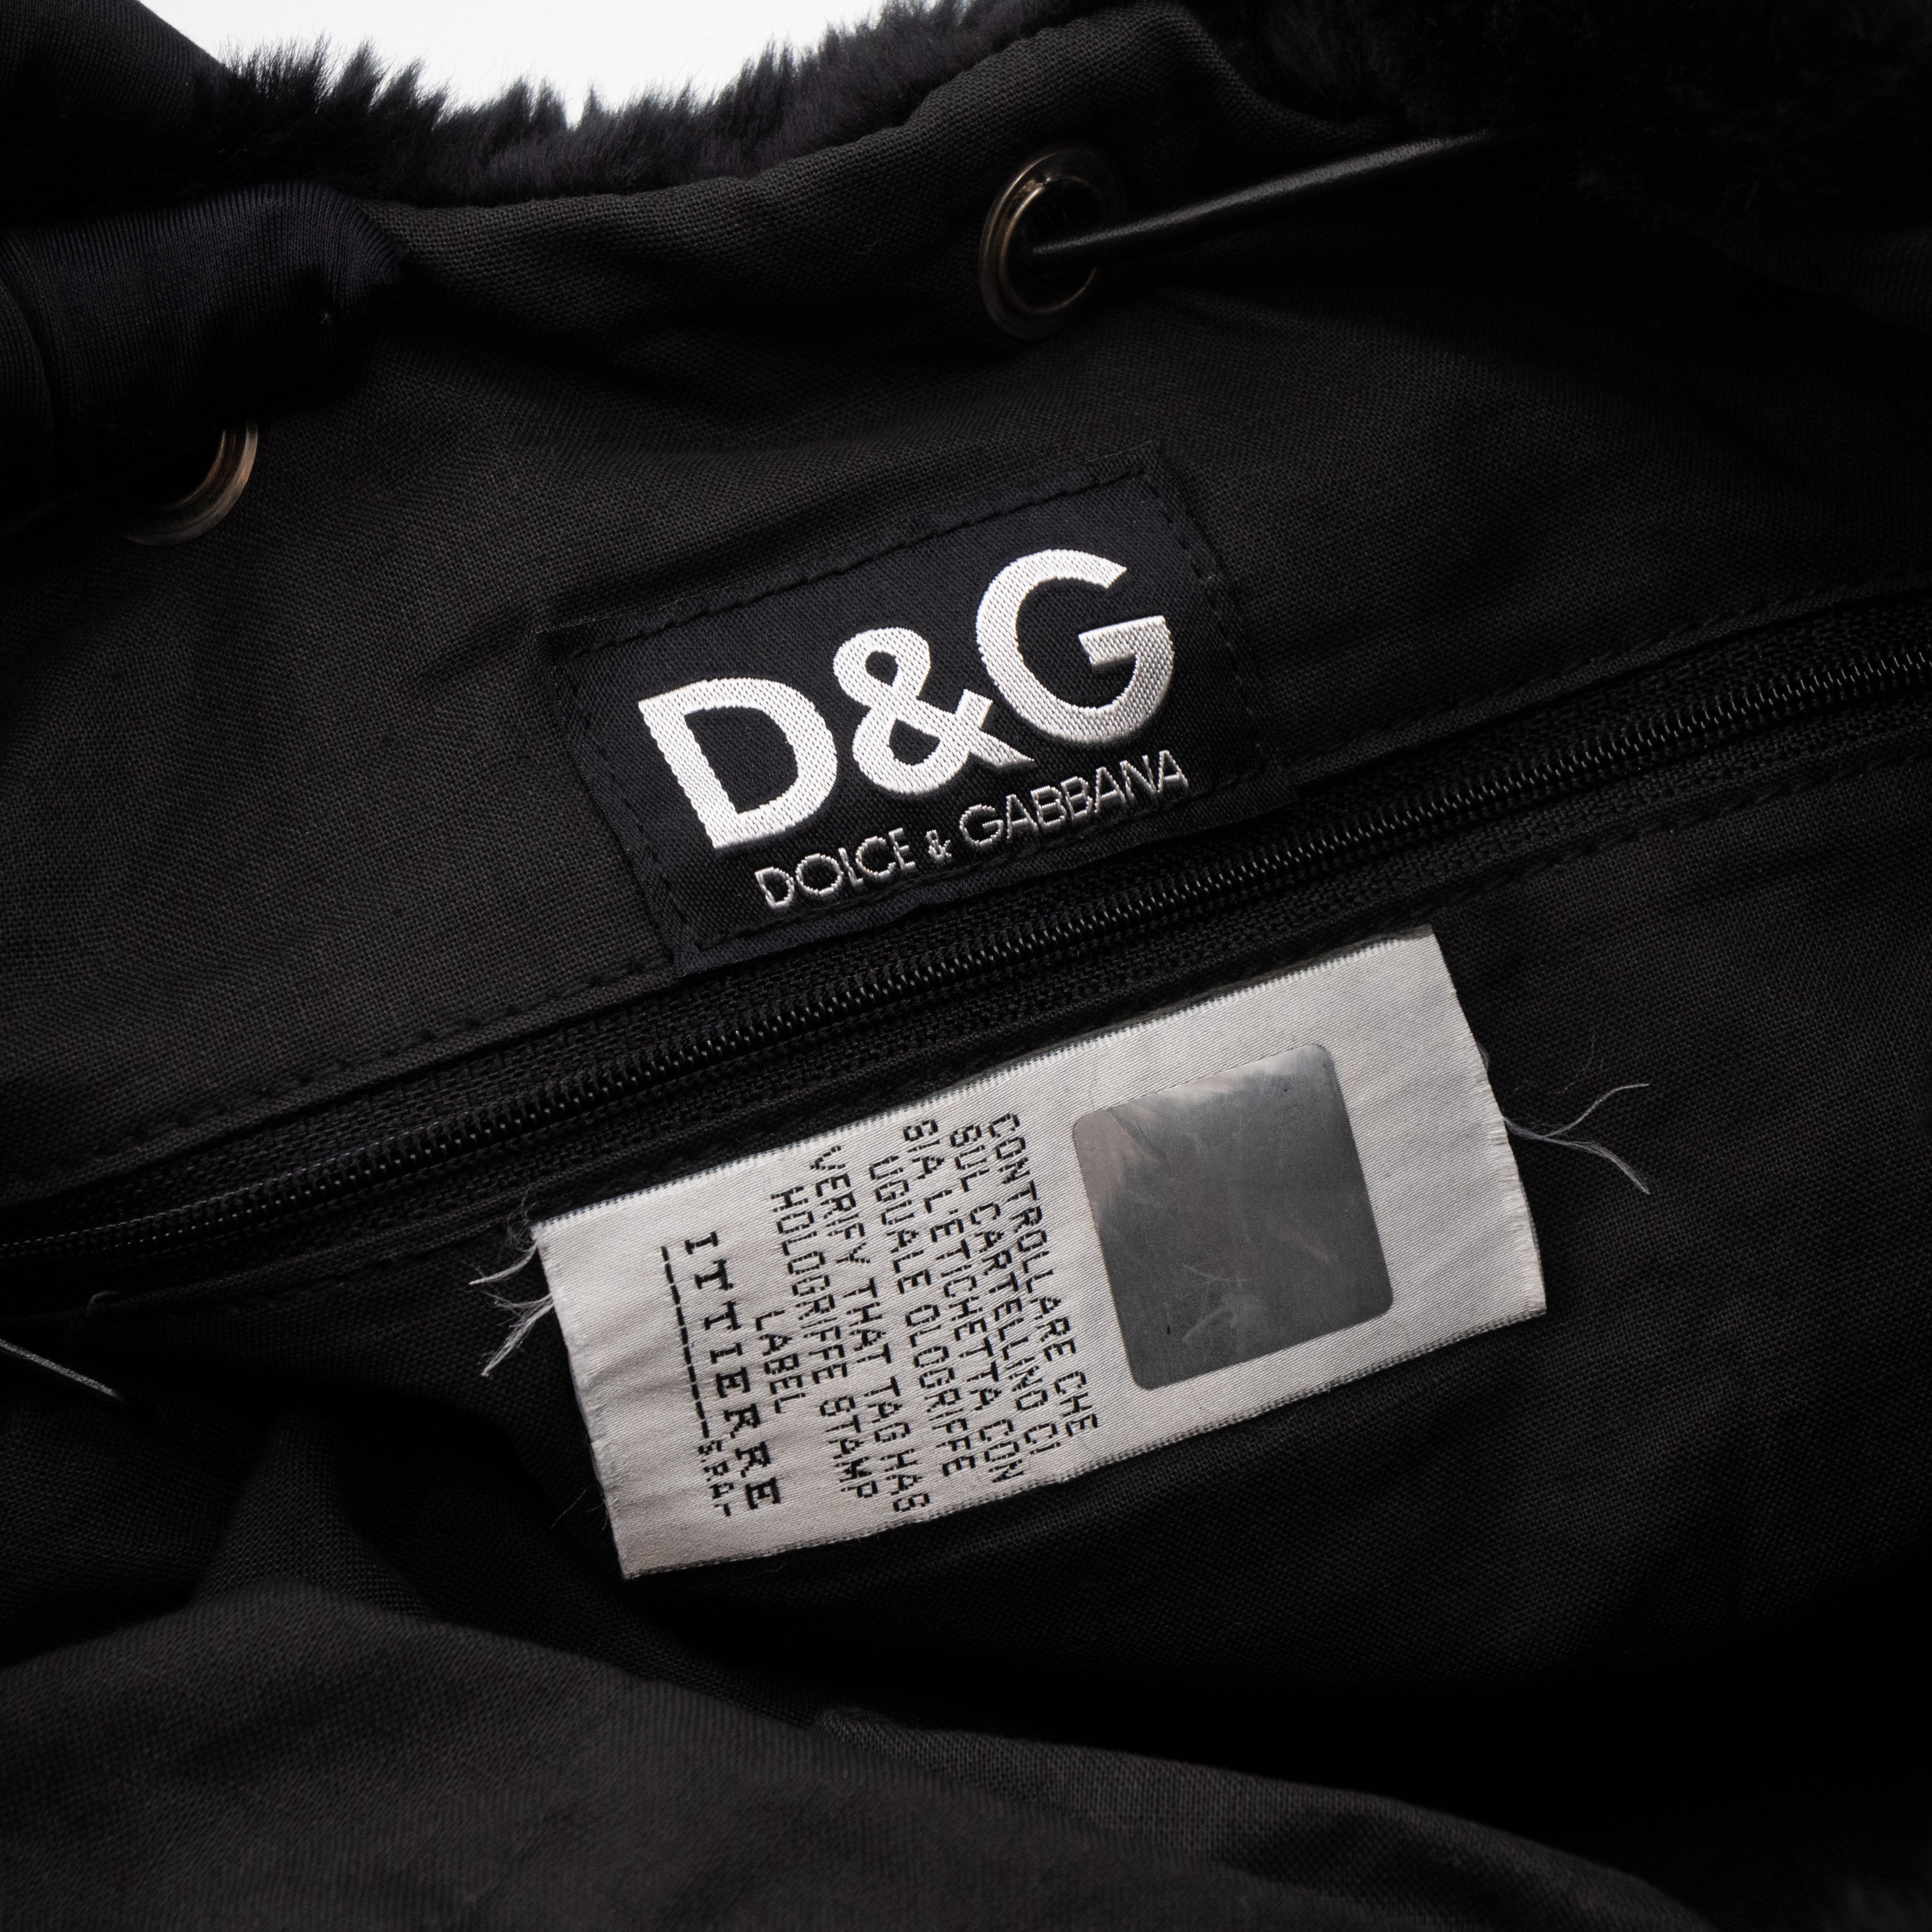 D&G
DOLCE & GABBANA
CONTROLLARE CHE
SUL CARTELLINO CI
SIA L'ETICHETTA CON
UGUALE OLOGRIFFE
VERIFY THAT TAG HAS
HOLOGRIFFE STAMP
LABEL
ITTIERRE
S.P.A.